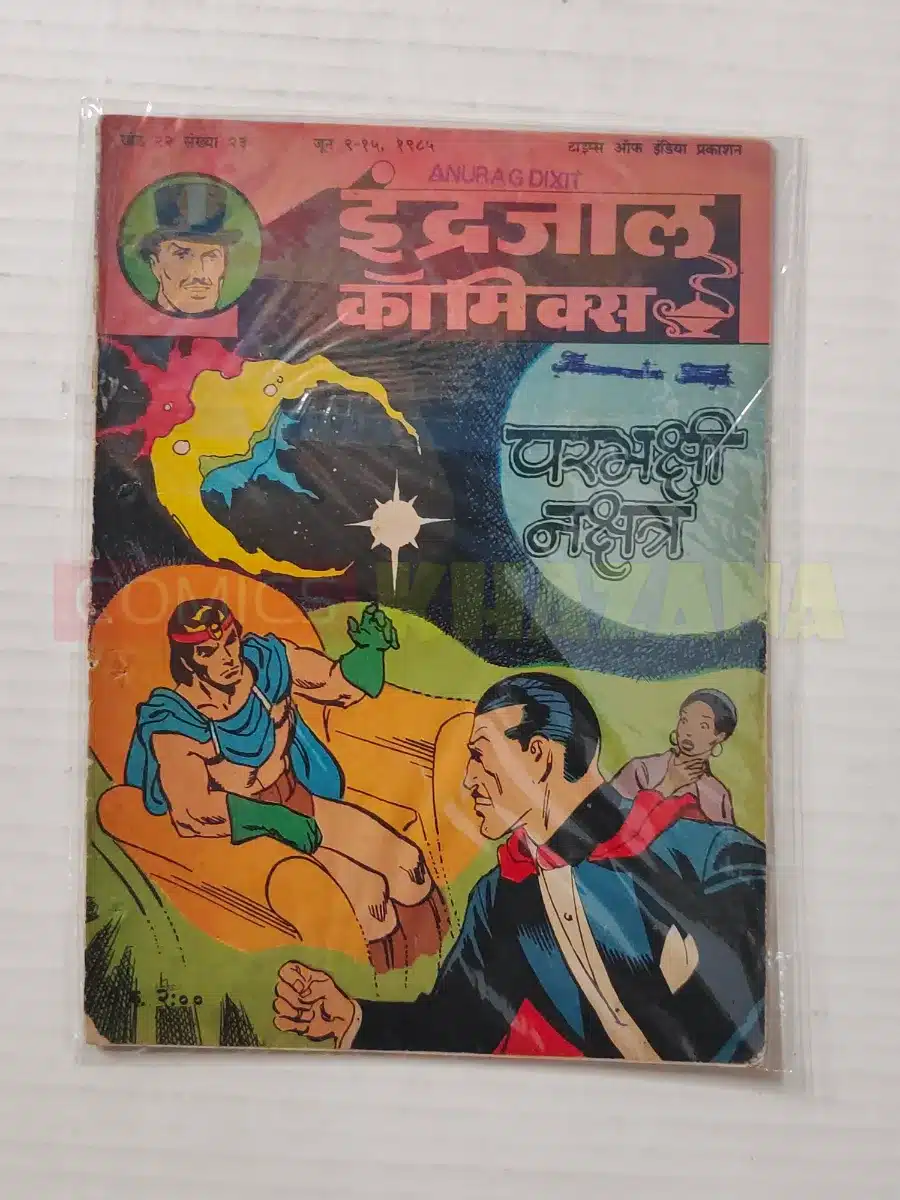 खंड २२ संख्या २३ जून ९-१५, १९८५ टाइम्स ऑफ इंडिया प्रकाशन
ANURAG DIXIT
इंद्रजाल
कॉमिक्स
परभक्षी
नक्षत्र
COMICS KHAZANA
रु. २:००